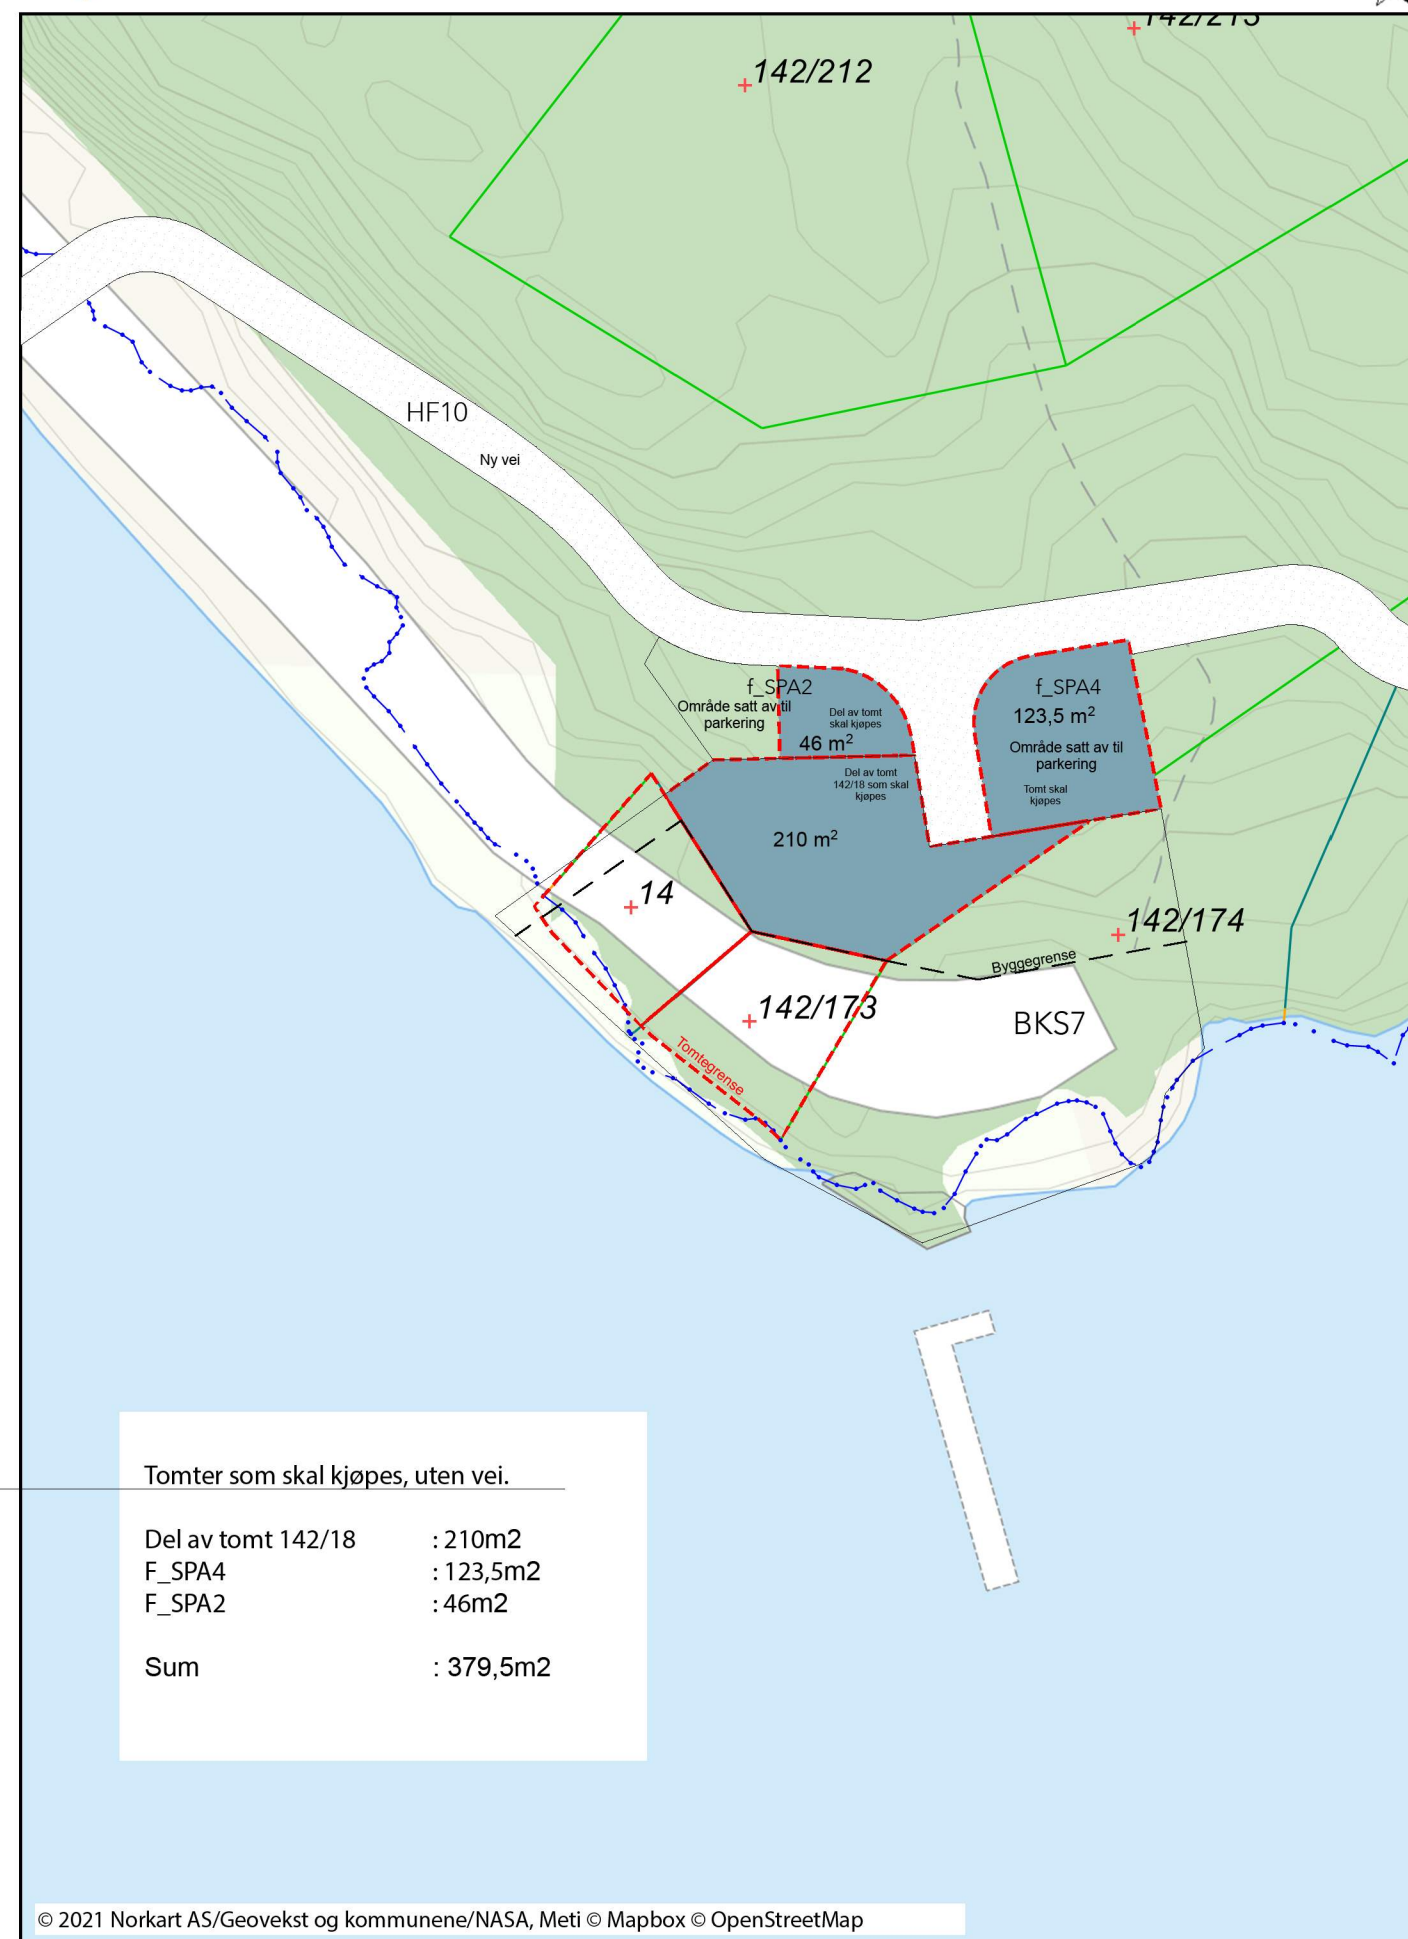 142/213
142/212
HF10
Ny vei
f_SPA2
Område satt av til
parkering
Del av tomt
skal kjøpes
46 m²
f_SPA4
123,5 m²
Område satt av til
parkering
Tomt skal
kjøpes
Del av tomt
142/18 som skal
kjøpes
210 m²
14
142/174
Byggegrense
142/173
BKS7
Tomtegrense
Tomter som skal kjøpes, uten vei.
Del av tomt 142/18 : 210m2
F_SPA4 : 123,5m2
F_SPA2 : 46m2
Sum : 379,5m2
© 2021 Norkart AS/Geovekst og kommunene/NASA, Meti © Mapbox © OpenStreetMap